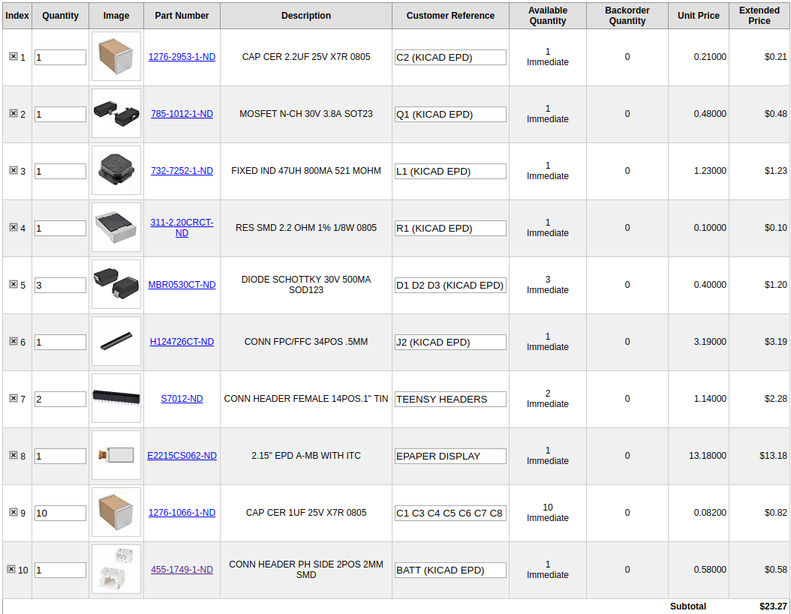 Index Quantity Image Part Number Description Customer Reference Available Quantity Backorder Quantity Unit Price Extended Price
1 1 1276-2953-1-ND CAP CER 2.2UF 25V X7R 0805 C2 (KICAD EPD) 1 Immediate 0 0.21000 $0.21
2 1 785-1012-1-ND MOSFET N-CH 30V 3.8A SOT23 Q1 (KICAD EPD) 1 Immediate 0 0.48000 $0.48
3 1 732-7252-1-ND FIXED IND 47UH 800MA 521 MOHM L1 (KICAD EPD) 1 Immediate 0 1.23000 $1.23
4 1 311-2.20CRCT-ND RES SMD 2.2 OHM 1% 1/8W 0805 R1 (KICAD EPD) 1 Immediate 0 0.10000 $0.10
5 3 MBR0530CT-ND DIODE SCHOTTKY 30V 500MA SOD123 D1 D2 D3 (KICAD EPD) 3 Immediate 0 0.40000 $1.20
6 1 H124726CT-ND CONN FPC/FFC 34POS .5MM J2 (KICAD EPD) 1 Immediate 0 3.19000 $3.19
7 2 S7012-ND CONN HEADER FEMALE 14POS.1" TIN TEENSY HEADERS 2 Immediate 0 1.14000 $2.28
8 1 E2215CS062-ND 2.15" EPD A-MB WITH ITC EPAPER DISPLAY 1 Immediate 0 13.18000 $13.18
9 10 1276-1066-1-ND CAP CER 1UF 25V X7R 0805 C1 C3 C4 C5 C6 C7 C8 10 Immediate 0 0.08200 $0.82
10 1 455-1749-1-ND CONN HEADER PH SIDE 2POS 2MM SMD BATT (KICAD EPD) 1 Immediate 0 0.58000 $0.58
Subtotal $23.27